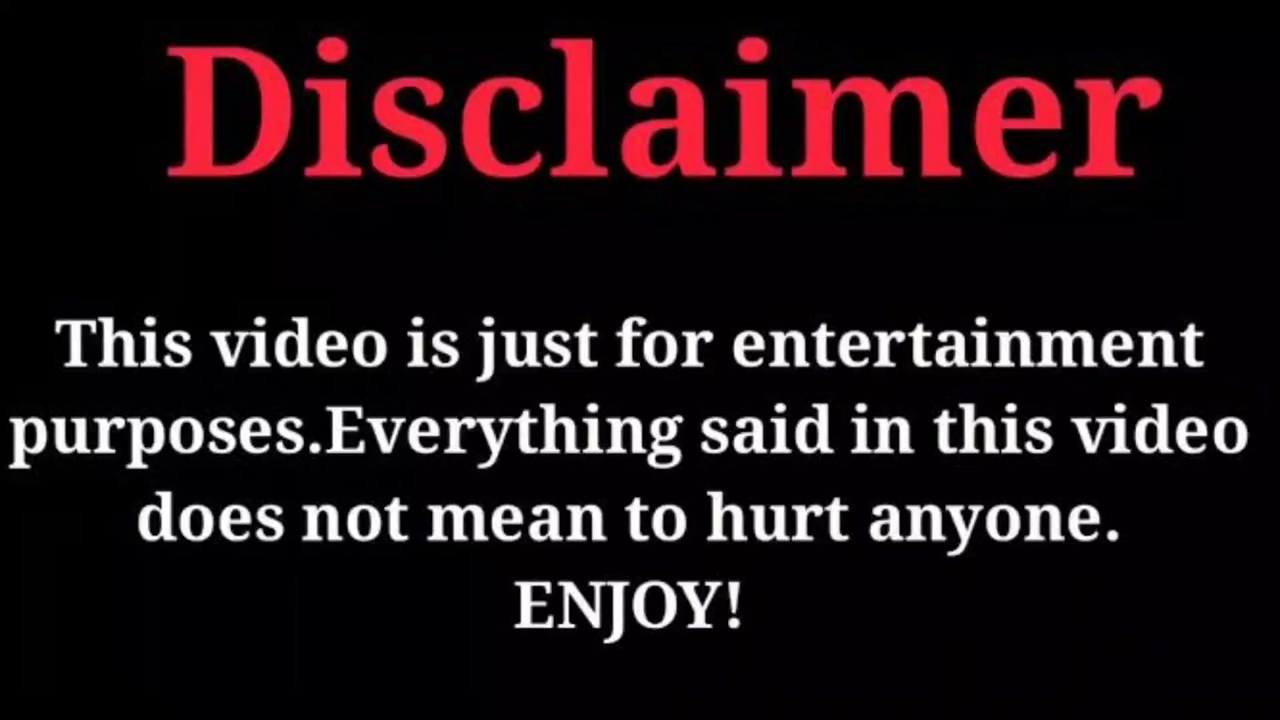 Disclaimer
This video is just for entertainment
purposes.Everything said in this video
does not mean to hurt anyone.
ENJOY!